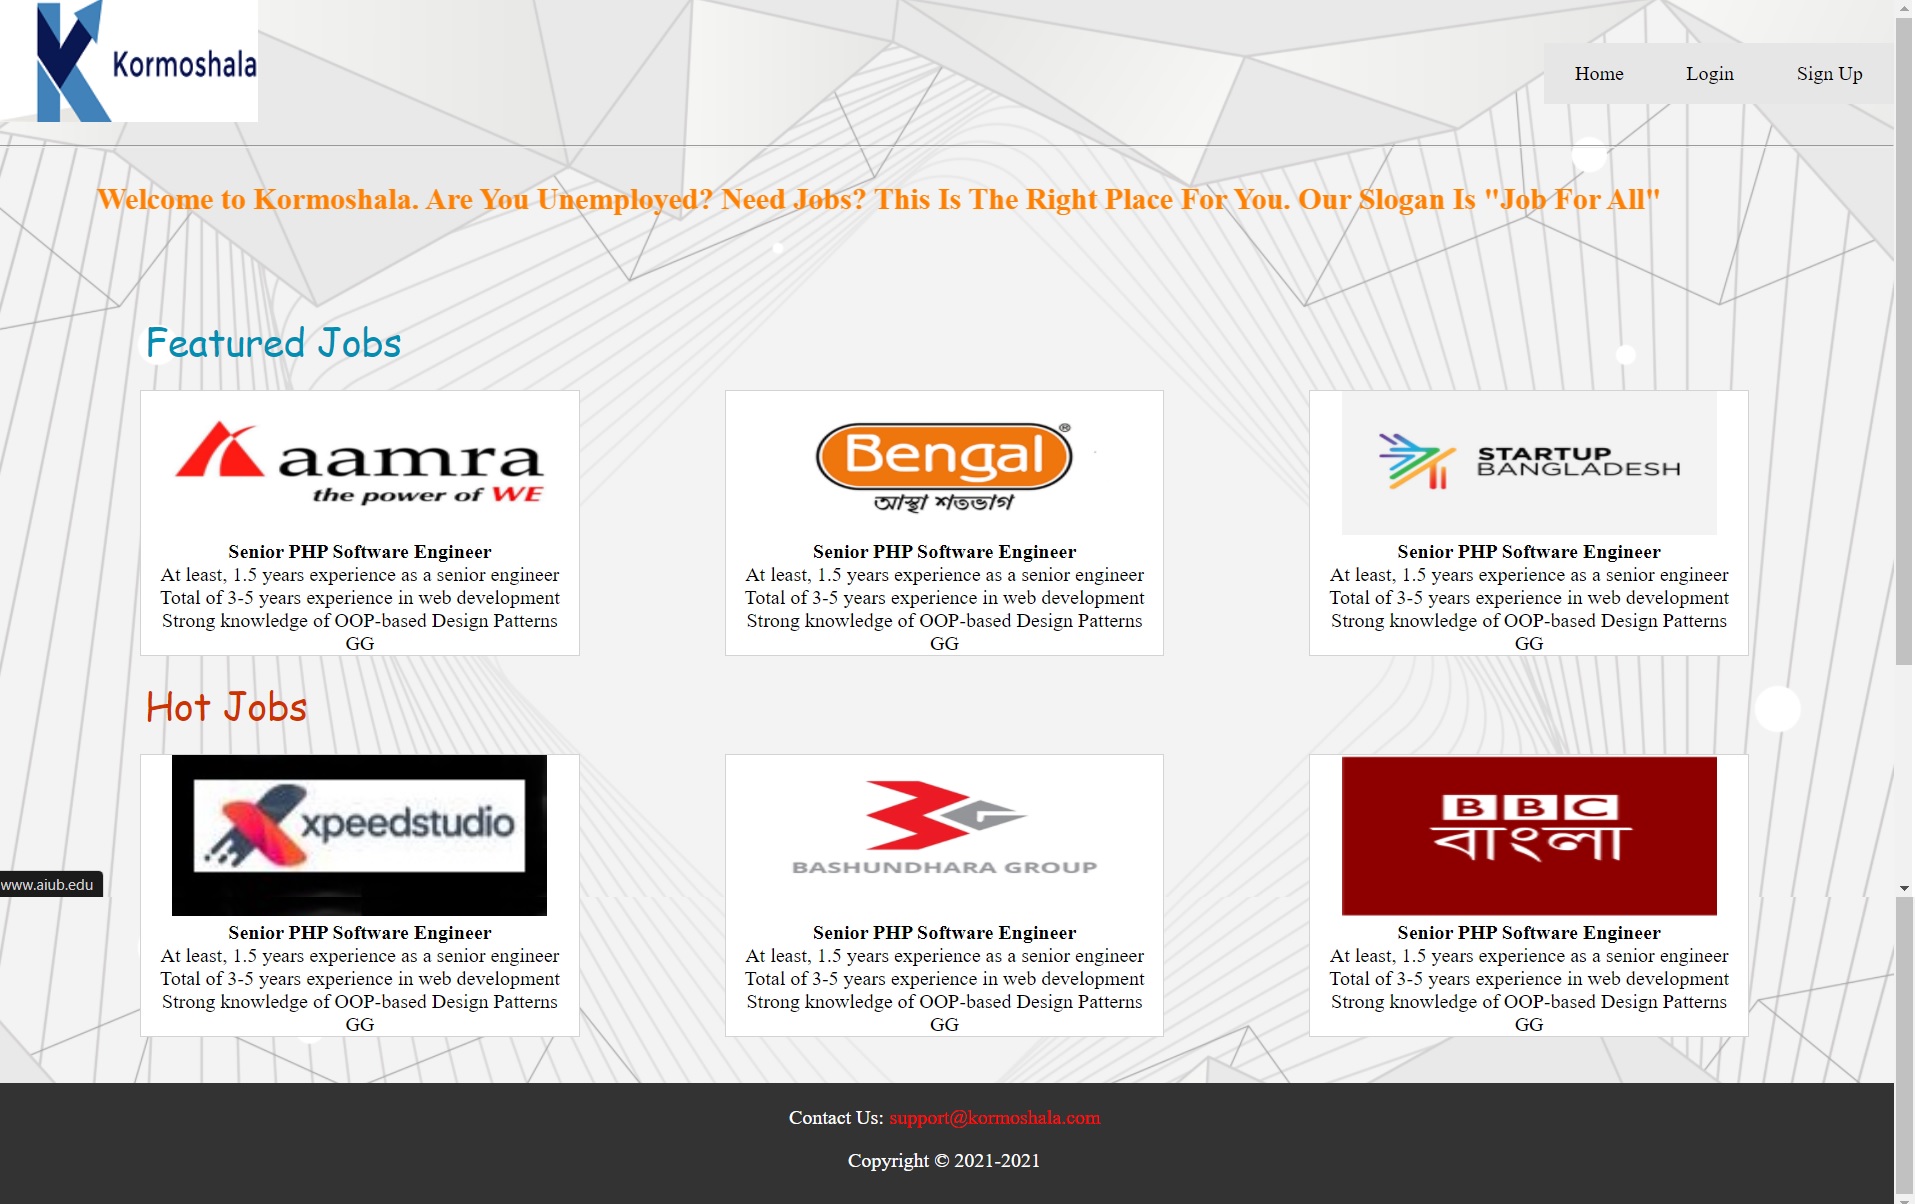 Kormoshala
Home
Login
Sign Up
Welcome to Kormoshala. Are You Unemployed? Need Jobs? This Is The Right Place For You. Our Slogan Is "Job For All"
Featured Jobs
aamra
the power of WE
Senior PHP Software Engineer
At least, 1.5 years experience as a senior engineer
Total of 3-5 years experience in web development
Strong knowledge of OOP-based Design Patterns
GG
Bengal®
আস্থা শতভাগ
Senior PHP Software Engineer
At least, 1.5 years experience as a senior engineer
Total of 3-5 years experience in web development
Strong knowledge of OOP-based Design Patterns
GG
STARTUP
BANGLADESH
Senior PHP Software Engineer
At least, 1.5 years experience as a senior engineer
Total of 3-5 years experience in web development
Strong knowledge of OOP-based Design Patterns
GG
Hot Jobs
xpeedstudio
Senior PHP Software Engineer
At least, 1.5 years experience as a senior engineer
Total of 3-5 years experience in web development
Strong knowledge of OOP-based Design Patterns
GG
BASHUNDHARA GROUP
Senior PHP Software Engineer
At least, 1.5 years experience as a senior engineer
Total of 3-5 years experience in web development
Strong knowledge of OOP-based Design Patterns
GG
BBC
বাংলা
Senior PHP Software Engineer
At least, 1.5 years experience as a senior engineer
Total of 3-5 years experience in web development
Strong knowledge of OOP-based Design Patterns
GG
www.aiub.edu
Contact Us: support@kormoshala.com
Copyright © 2021-2021